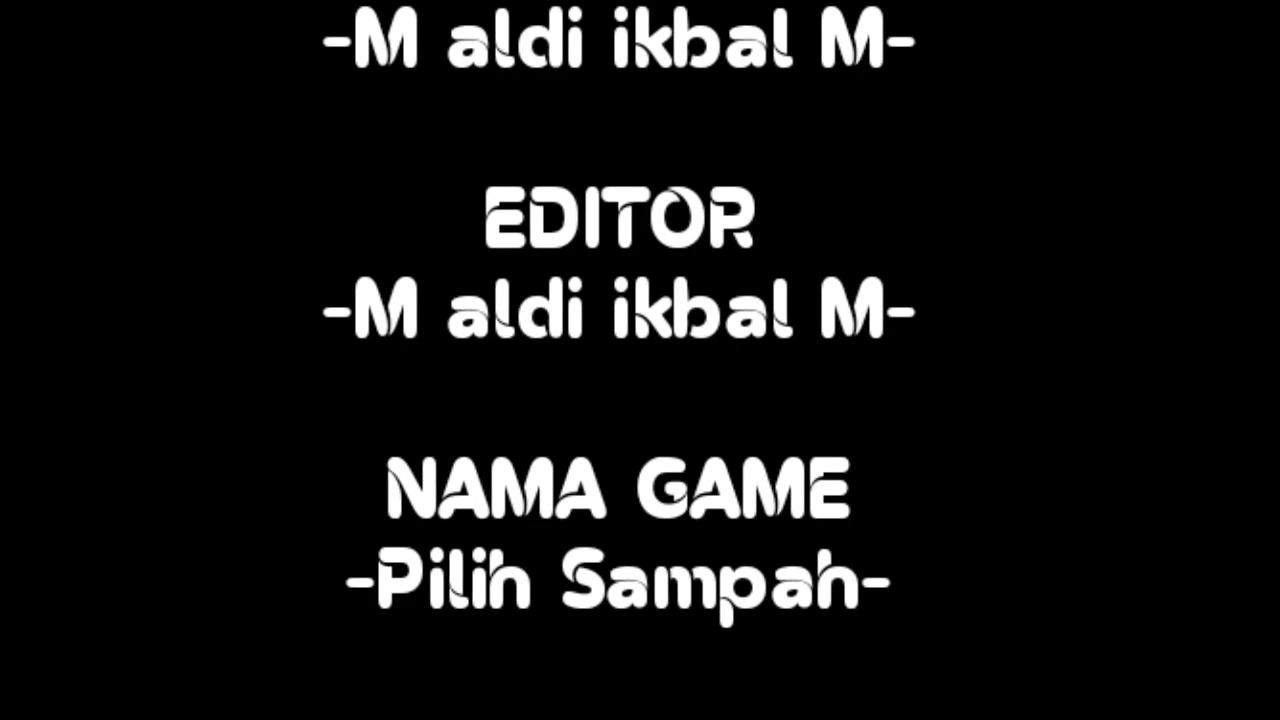 -M aldi ikbal M-
EDITOR
-M aldi ikbal M-
NAMA GAME
-Pilih Sampah-